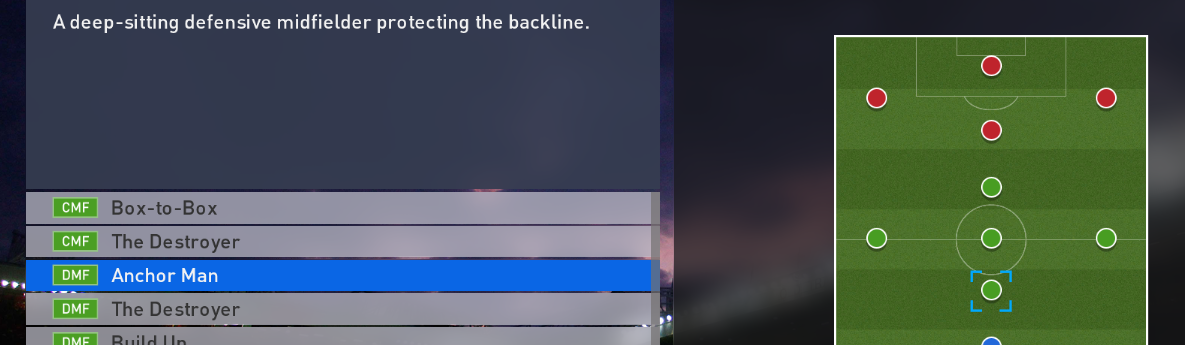 A deep-sitting defensive midfielder protecting the backline.
CMF Box-to-Box
CMF The Destroyer
DMF Anchor Man
DMF The Destroyer
DMF Build Up